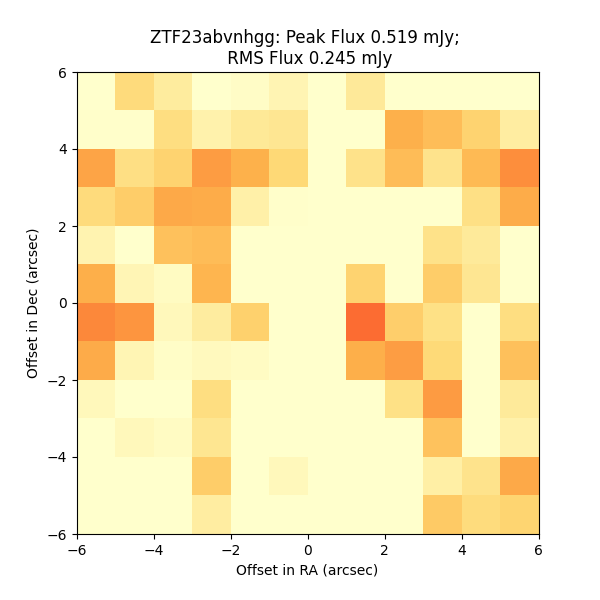 ZTF23abvnhgg: Peak Flux 0.519 mJy;
RMS Flux 0.245 mJy
6
4
2
0
−2
−4
−6
Offset in Dec (arcsec)
−6 −4 −2 0 2 4 6
Offset in RA (arcsec)